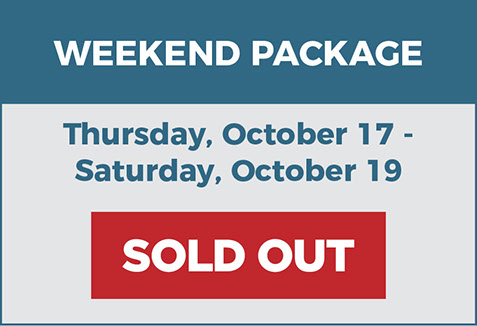 WEEKEND PACKAGE
Thursday, October 17 -
Saturday, October 19
SOLD OUT